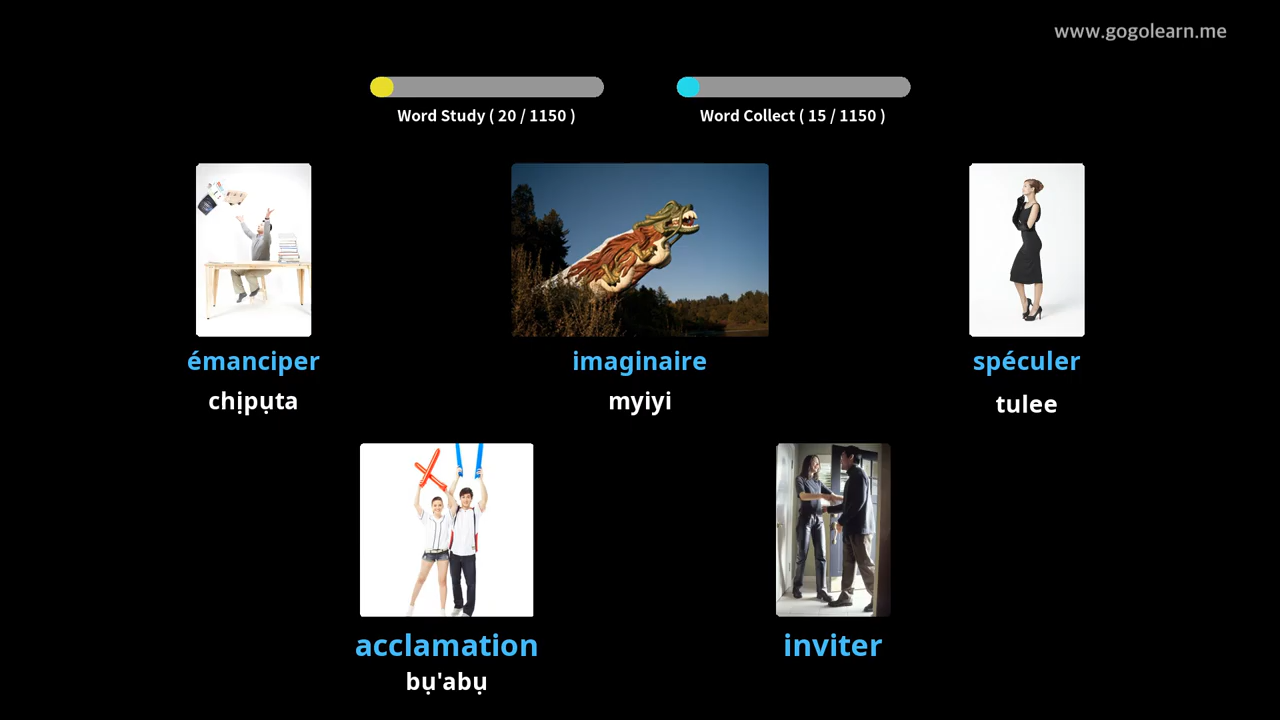 www.gogolearn.me
Word Study ( 20 / 1150 )
Word Collect ( 15 / 1150 )
émanciper
imaginaire
spéculer
chịpụta
myiyi
tulee
acclamation
inviter
bụ'abụ